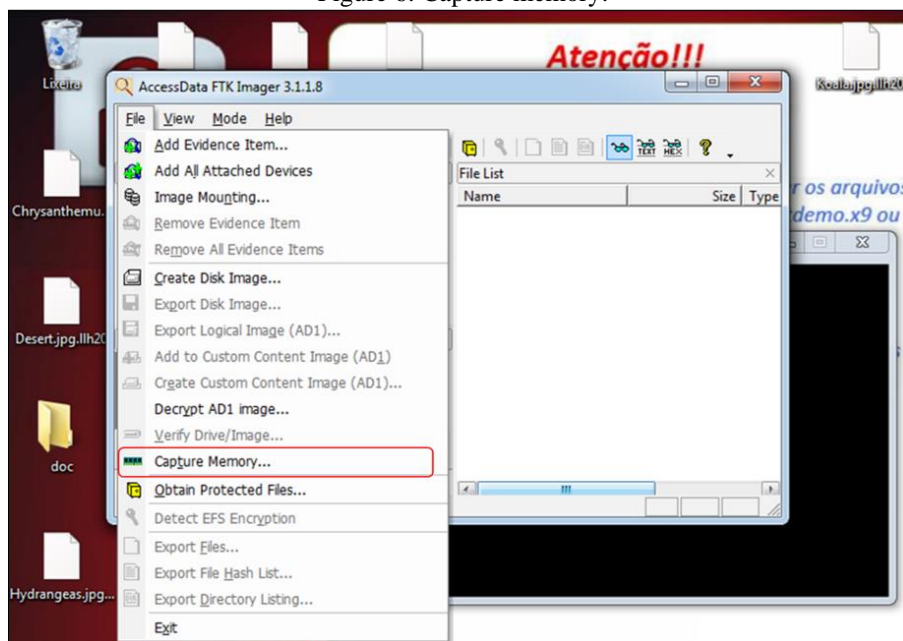 Figure 6: Capture memory.
Atenção!!!
Lixeira
AccessData FTK Imager 3.1.1.8
File View Mode Help
Add Evidence Item...
Add All Attached Devices
Image Mounting...
Remove Evidence Item
Remove All Evidence Items
Create Disk Image...
Export Disk Image...
Export Logical Image (AD1)...
Add to Custom Content Image (AD1)
Create Custom Content Image (AD1)...
Decrypt AD1 image...
Verify Drive/Image...
Capture Memory...
Obtain Protected Files...
Detect EFS Encryption
Export Files...
Export File Hash List...
Export Directory Listing...
Exit
TEXT HEX
File List
Name Size Type
r os arquivos
demo.x9 ou
Chrysanthemu...
Desert.jpg.llh20
doc
Hydrangeas.jpg...